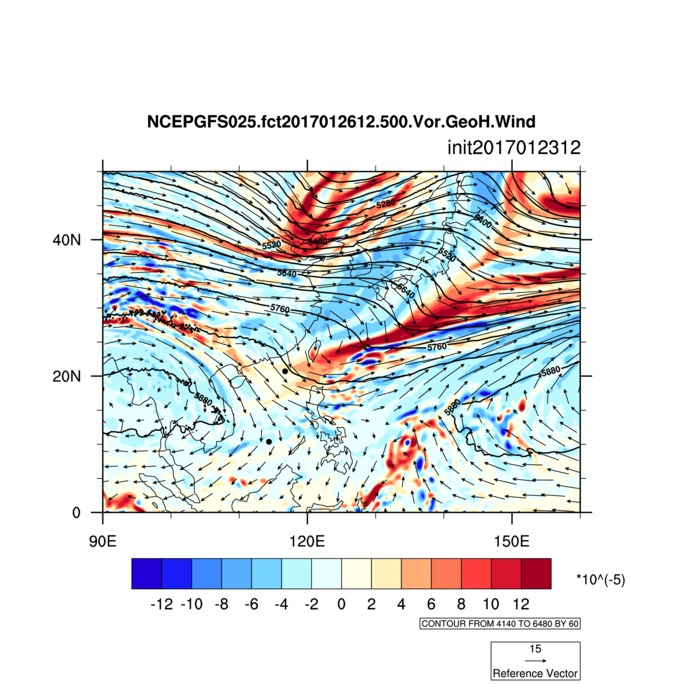 NCEPGFS025.fct2017012612.500.Vor.GeoH.Wind
init2017012312
5280
5400
5400
40N
5520
5520
5640
5640
5760
5760
20N
5880
5880
5880
0
90E 120E 150E
-12 -10 -8 -6 -4 -2 0 2 4 6 8 10 12
*10^(-5)
CONTOUR FROM 4140 TO 6480 BY 60
15
Reference Vector